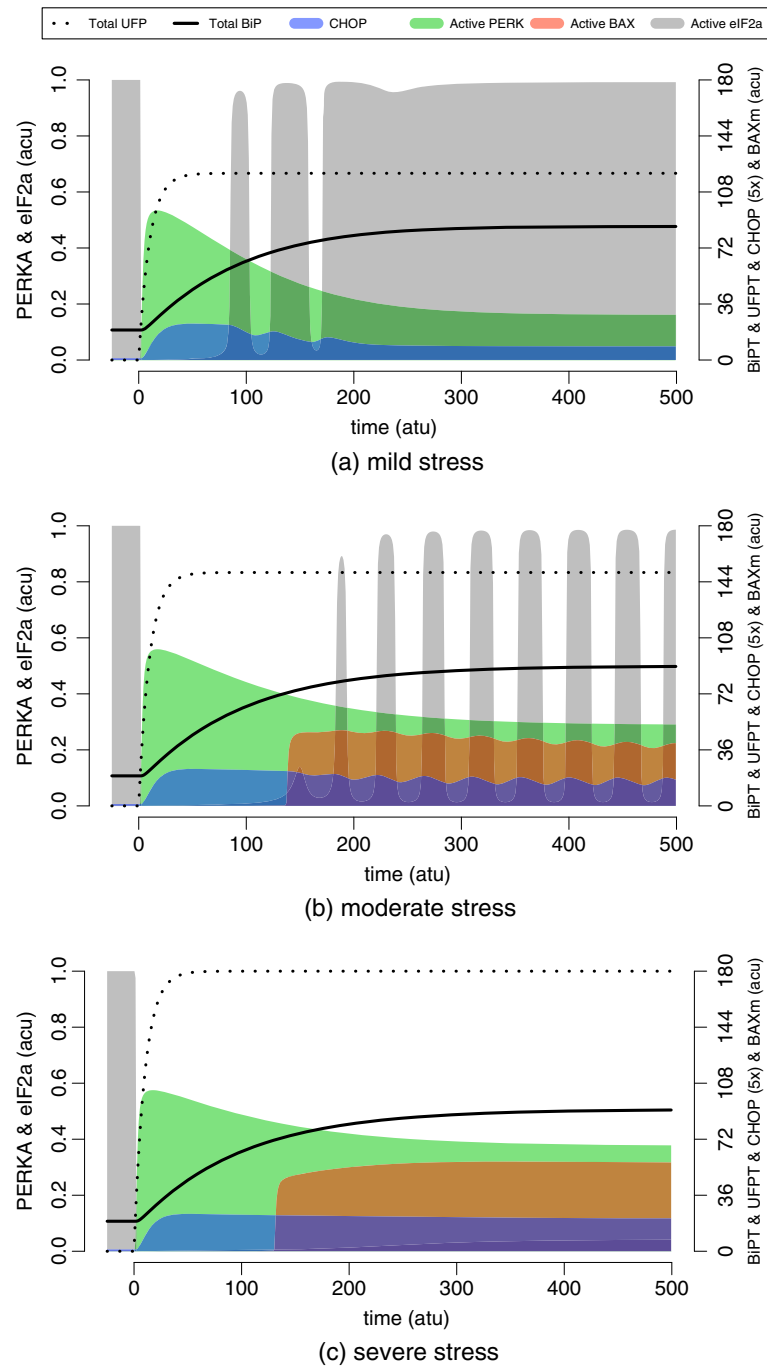 Total UFP Total BiP CHOP Active PERK Active BAX Active eIF2a
PERKA & eIF2a (acu)
0.0 0.2 0.4 0.6 0.8 1.0
0 36 72 108 144 180
BiPT & UFPT & CHOP (5x) & BAXm (acu)
0 100 200 300 400 500
time (atu)
(a) mild stress
PERKA & eIF2a (acu)
0.0 0.2 0.4 0.6 0.8 1.0
0 36 72 108 144 180
BiPT & UFPT & CHOP (5x) & BAXm (acu)
0 100 200 300 400 500
time (atu)
(b) moderate stress
PERKA & eIF2a (acu)
0.0 0.2 0.4 0.6 0.8 1.0
0 36 72 108 144 180
BiPT & UFPT & CHOP (5x) & BAXm (acu)
0 100 200 300 400 500
time (atu)
(c) severe stress